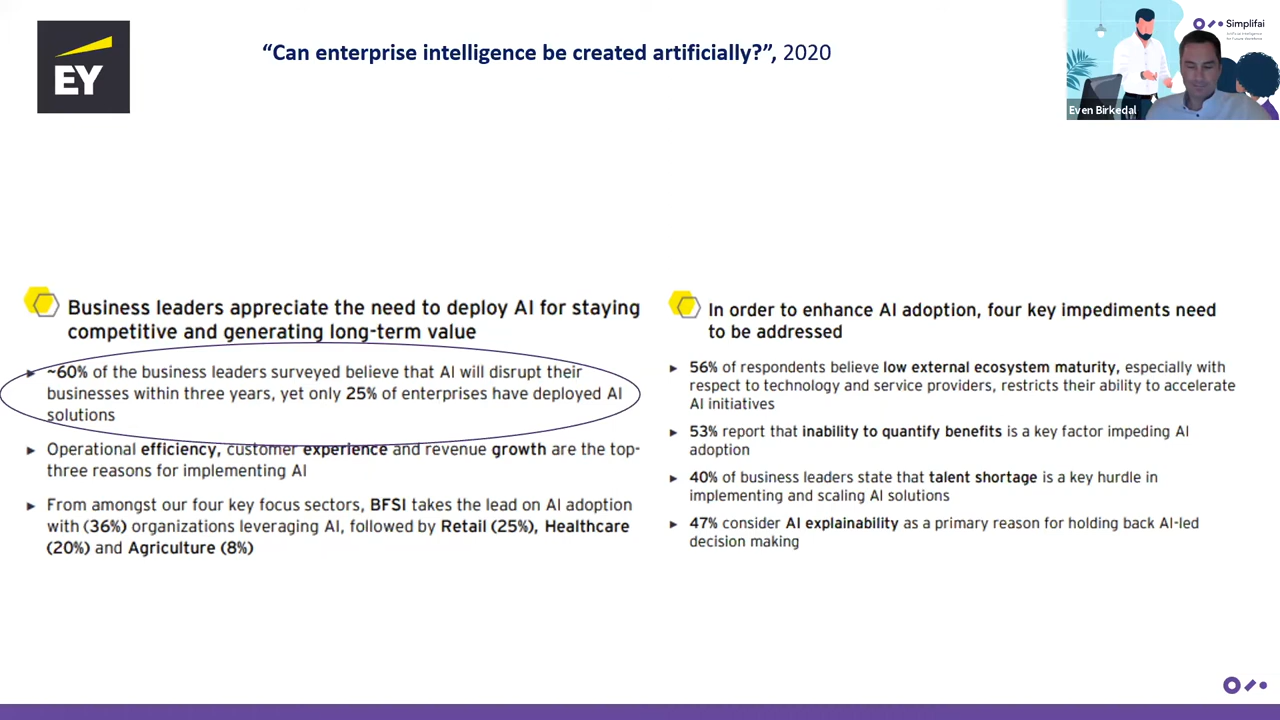 EY
“Can enterprise intelligence be created artificially?”, 2020
Simplifai
Even Birkedal
Business leaders appreciate the need to deploy AI for staying
competitive and generating long-term value
~60% of the business leaders surveyed believe that AI will disrupt their
businesses within three years, yet only 25% of enterprises have deployed AI
solutions
Operational efficiency, customer experience and revenue growth are the top-
three reasons for implementing AI
From amongst our four key focus sectors, BFSI takes the lead on AI adoption
with (36%) organizations leveraging AI, followed by Retail (25%), Healthcare
(20%) and Agriculture (8%)
In order to enhance AI adoption, four key impediments need
to be addressed
56% of respondents believe low external ecosystem maturity, especially with
respect to technology and service providers, restricts their ability to accelerate
AI initiatives
53% report that inability to quantify benefits is a key factor impeding AI
adoption
40% of business leaders state that talent shortage is a key hurdle in
implementing and scaling AI solutions
47% consider AI explainability as a primary reason for holding back AI-led
decision making